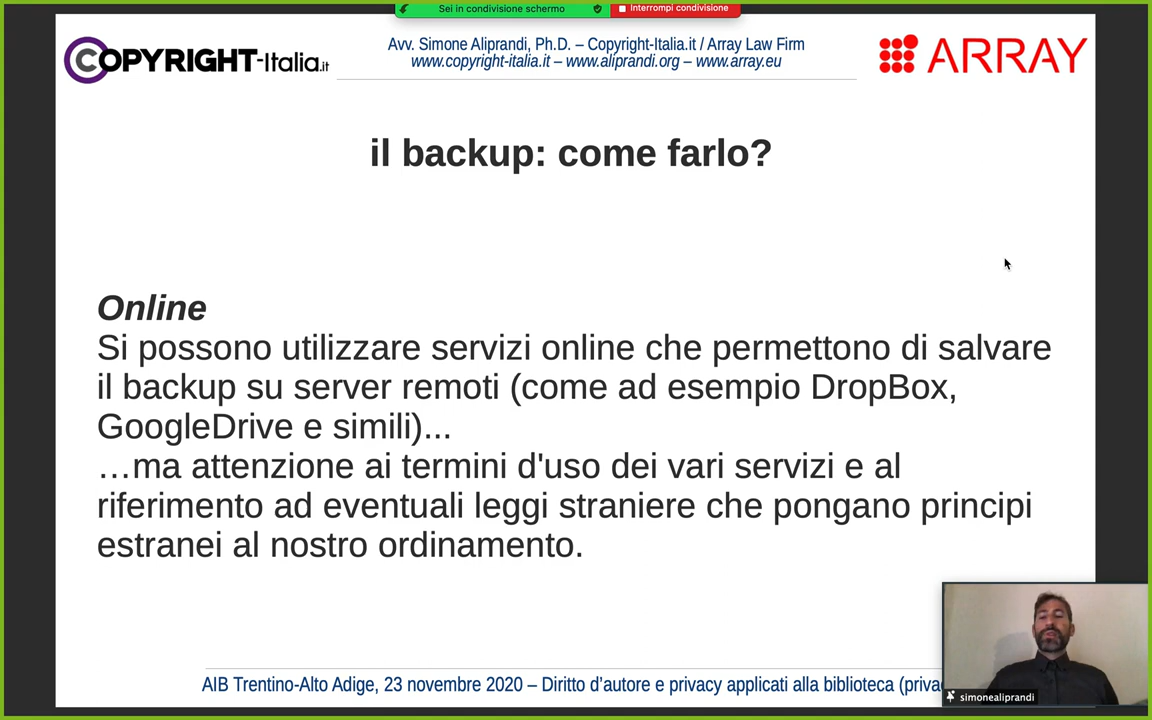 Sei in condivisione schermo
Interrompi condivisione
COPYRIGHT-Italia.it
Avv. Simone Aliprandi, Ph.D. – Copyright-Italia.it / Array Law Firm
www.copyright-italia.it – www.aliprandi.org – www.array.eu
ARRAY
il backup: come farlo?
Online
Si possono utilizzare servizi online che permettono di salvare
il backup su server remoti (come ad esempio DropBox,
GoogleDrive e simili)...
…ma attenzione ai termini d'uso dei vari servizi e al
riferimento ad eventuali leggi straniere che pongano principi
estranei al nostro ordinamento.
AIB Trentino-Alto Adige, 23 novembre 2020 – Diritto d’autore e privacy applicati alla biblioteca (priva
simonealiprandi